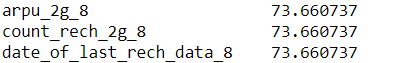 arpu_2g_8 73.660737
count_rech_2g_8 73.660737
date_of_last_rech_data_8 73.660737